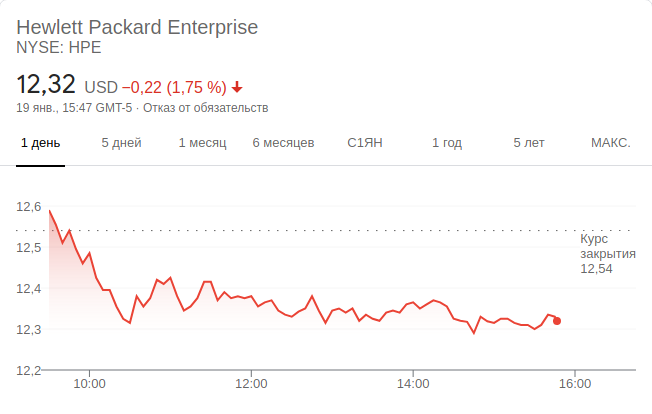 Hewlett Packard Enterprise
NYSE: HPE
12,32 USD −0,22 (1,75 %)
19 янв., 15:47 GMT-5 · Отказ от обязательств
1 день 5 дней 1 месяц 6 месяцев С1ЯН 1 год 5 лет МАКС.
12,6
Курс
12,5 закрытия
12,54
12,4
12,3
12,2
10:00 12:00 14:00 16:00